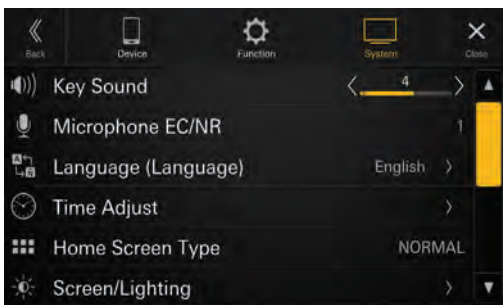 Back Device Function System Close
Key Sound 4
Microphone EC/NR 1
Language (Language) English
Time Adjust
Home Screen Type NORMAL
Screen/Lighting